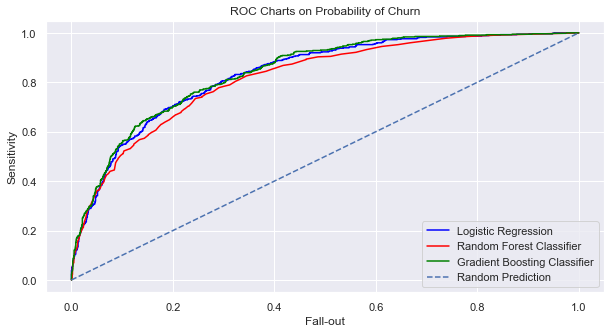 ROC Charts on Probability of Churn
1.0
0.8
0.6
0.4
0.2
0.0
Sensitivity
Logistic Regression
Random Forest Classifier
Gradient Boosting Classifier
Random Prediction
0.0 0.2 0.4 0.6 0.8 1.0
Fall-out